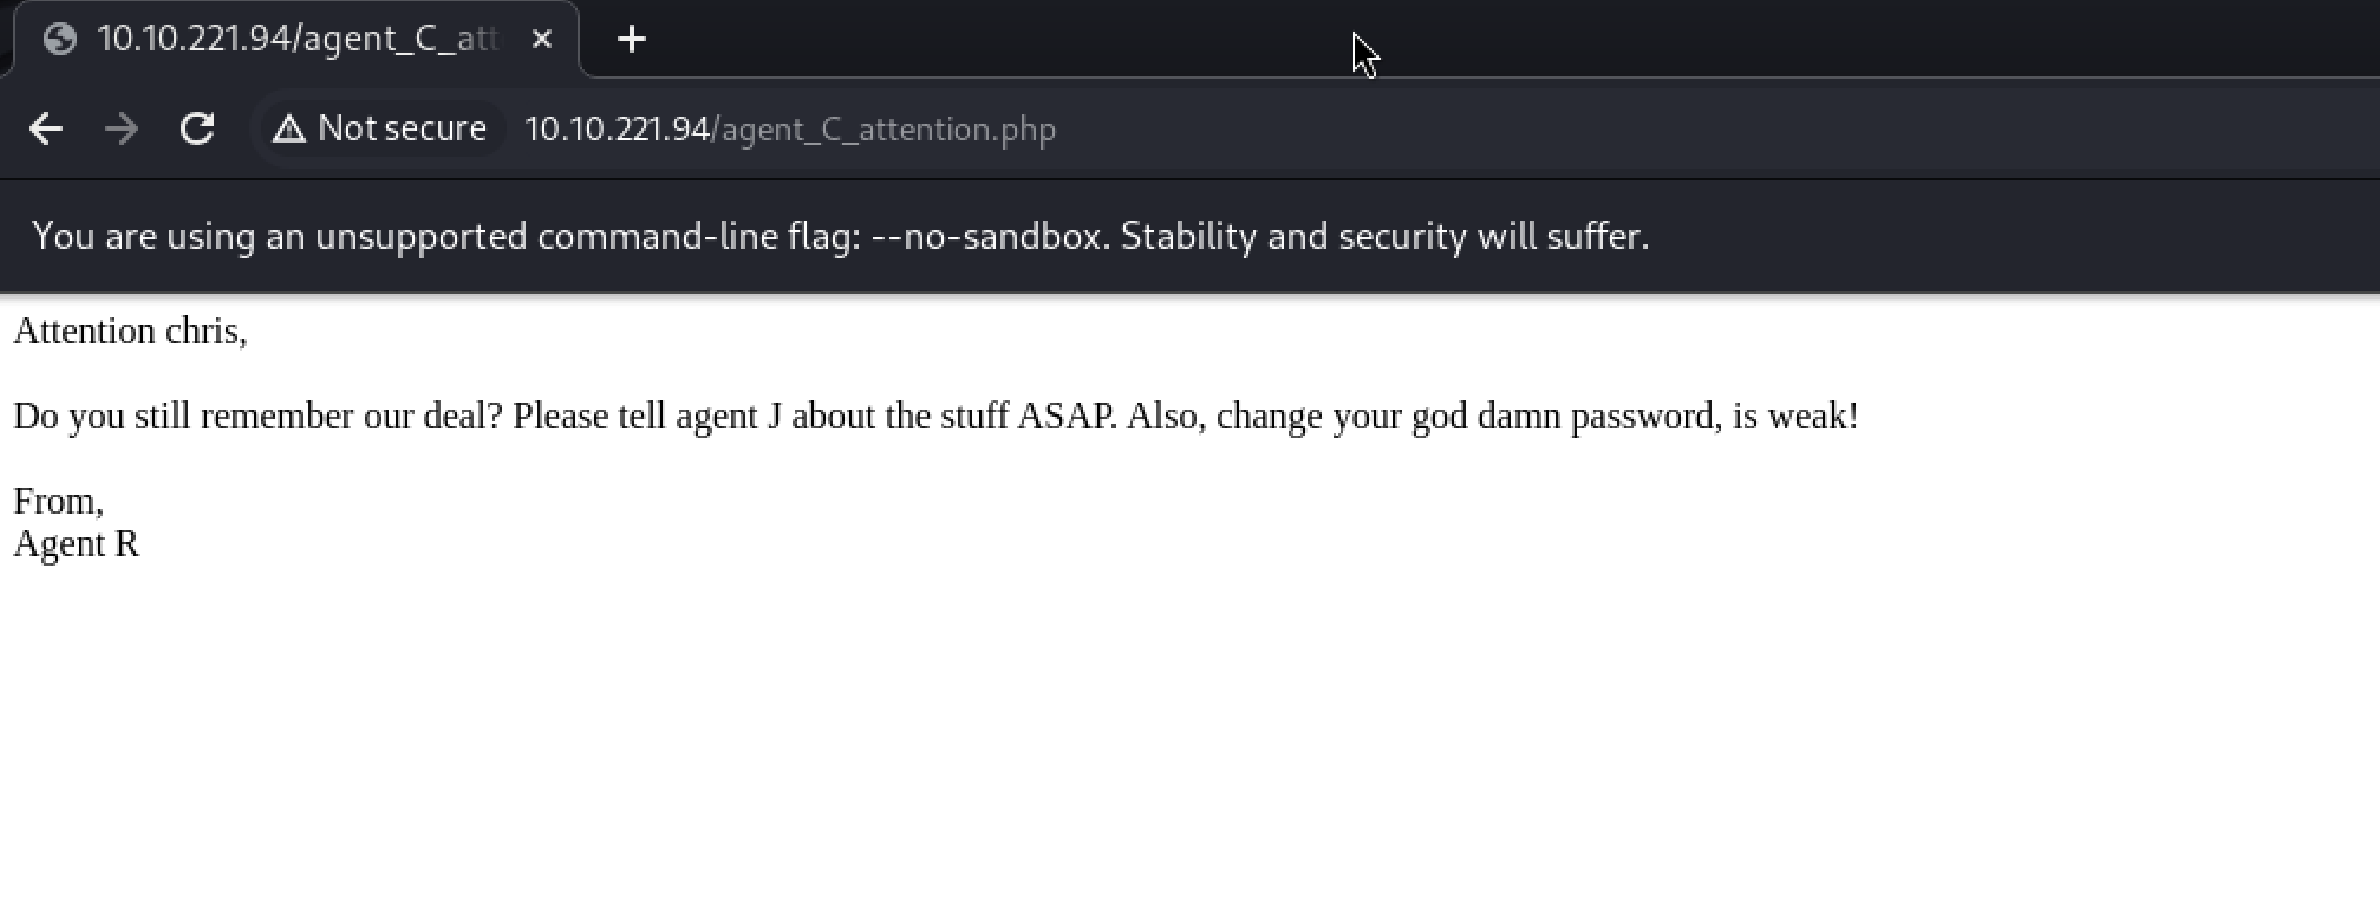 10.10.221.94/agent_C_att
Not secure 10.10.221.94/agent_C_attention.php
You are using an unsupported command-line flag: --no-sandbox. Stability and security will suffer.
Attention chris,
Do you still remember our deal? Please tell agent J about the stuff ASAP. Also, change your god damn password, is weak!
From,
Agent R